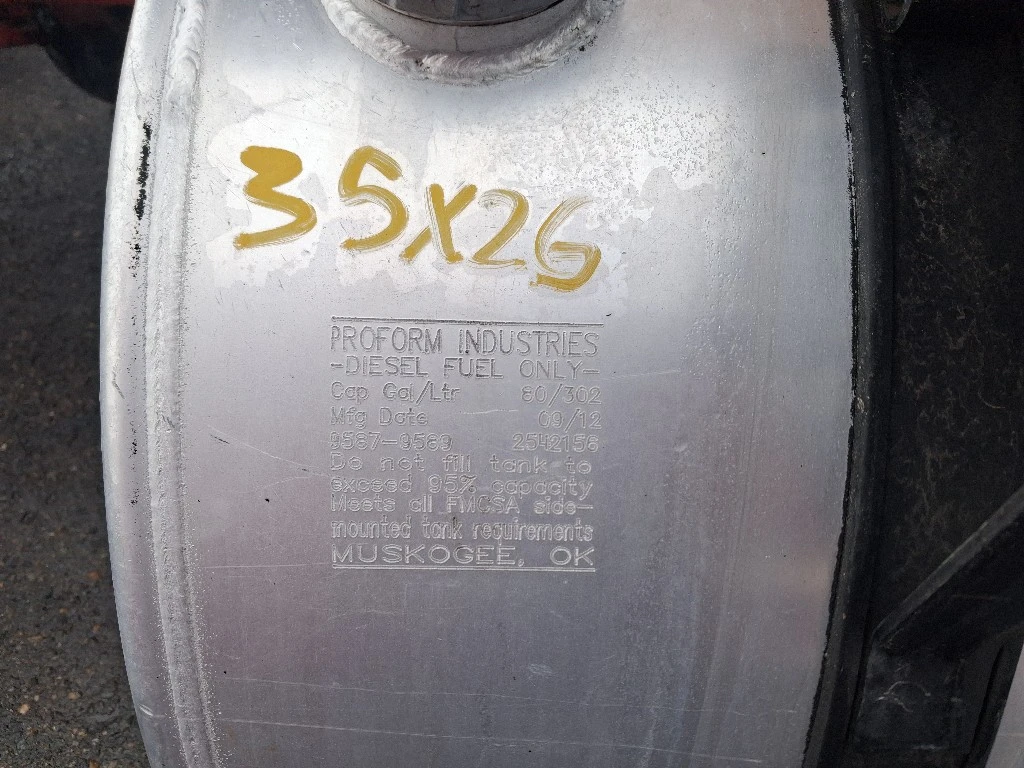 35X26
PROFORM INDUSTRIES
-DIESEL FUEL ONLY-
Cap Gal/Ltr 80/302
Mfg Date 09/12
9587-9589 2542156
Do not fill tank to
exceed 95% capacity
Meets all FMCSA side-
mounted tank requirements
MUSKOGEE, OK